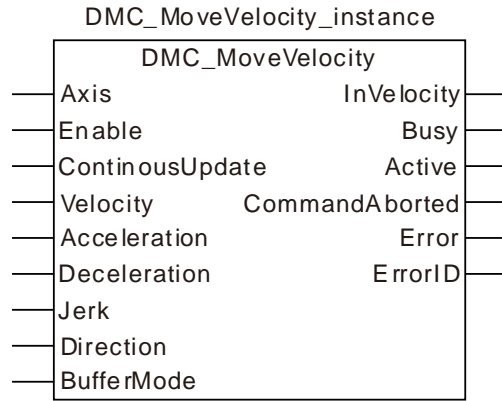 DMC_MoveVelocity_instance
DMC_MoveVelocity
Axis InVelocity
Enable Busy
ContinousUpdate Active
Velocity CommandAborted
Acceleration Error
Deceleration ErrorID
Jerk
Direction
BufferMode